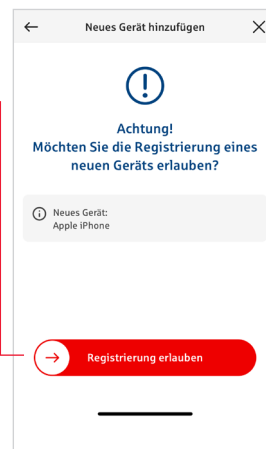 Neues Gerät hinzufügen
Achtung!
Möchten Sie die Registrierung eines
neuen Geräts erlauben?
Neues Gerät:
Apple iPhone
Registrierung erlauben